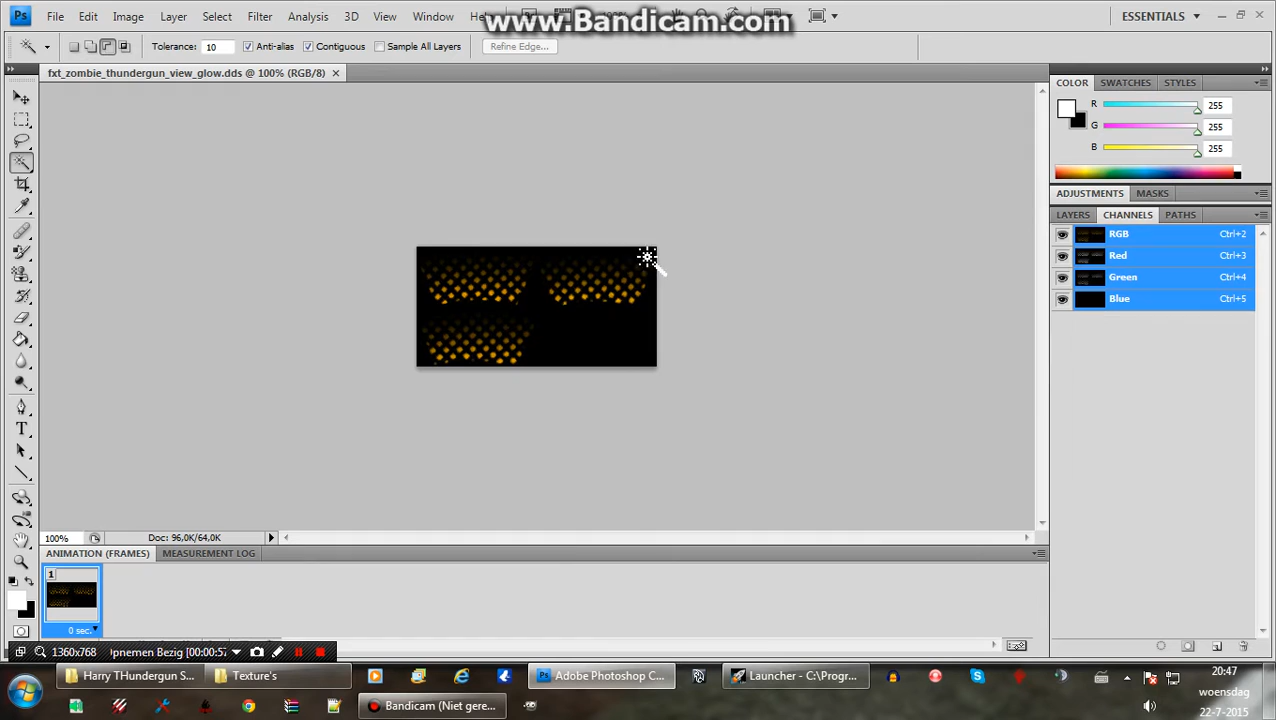 www.Bandicam.com
Ps File Edit Image Layer Select Filter Analysis 3D View Window ESSENTIALS
Tolerance: 10 Anti-alias Contiguous Sample All Layers Refine Edge...
fxt_zombie_thundergun_view_glow.dds @ 100% (RGB/8)
COLOR SWATCHES STYLES
R 255
G 255
B 255
ADJUSTMENTS MASKS
LAYERS CHANNELS PATHS
RGB Ctrl+2
Red Ctrl+3
Green Ctrl+4
Blue Ctrl+5
100% Doc: 96,0K/64,0K
ANIMATION (FRAMES) MEASUREMENT LOG
1
0 sec.
1360x768 Ipnemen Bezig [00:00:57
Harry THundergun S... Texture's Ps Adobe Photoshop C... Launcher - C:\Progr...
20:47
woensdag
22-7-2015
Bandicam (Niet gere...